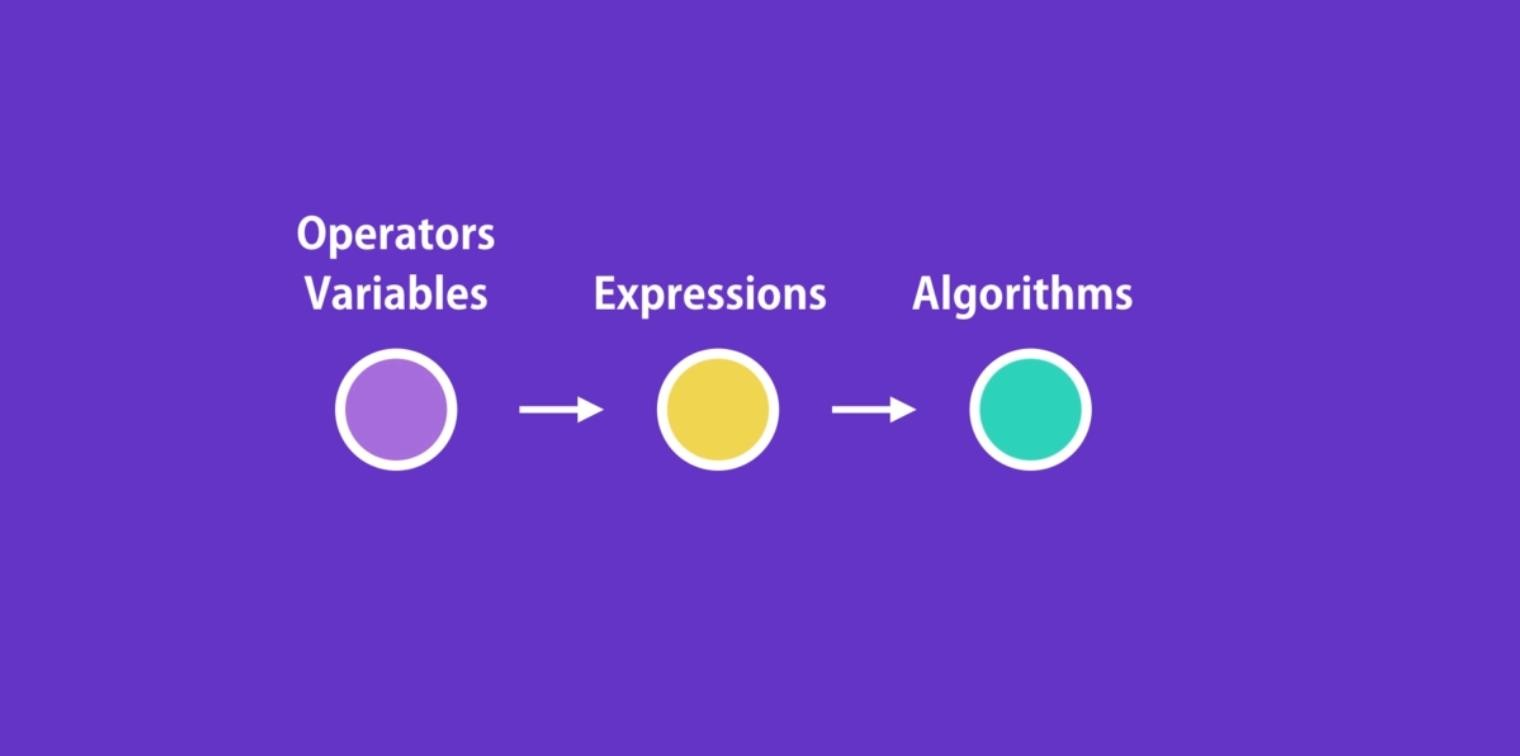 Operators
Variables
Expressions
Algorithms